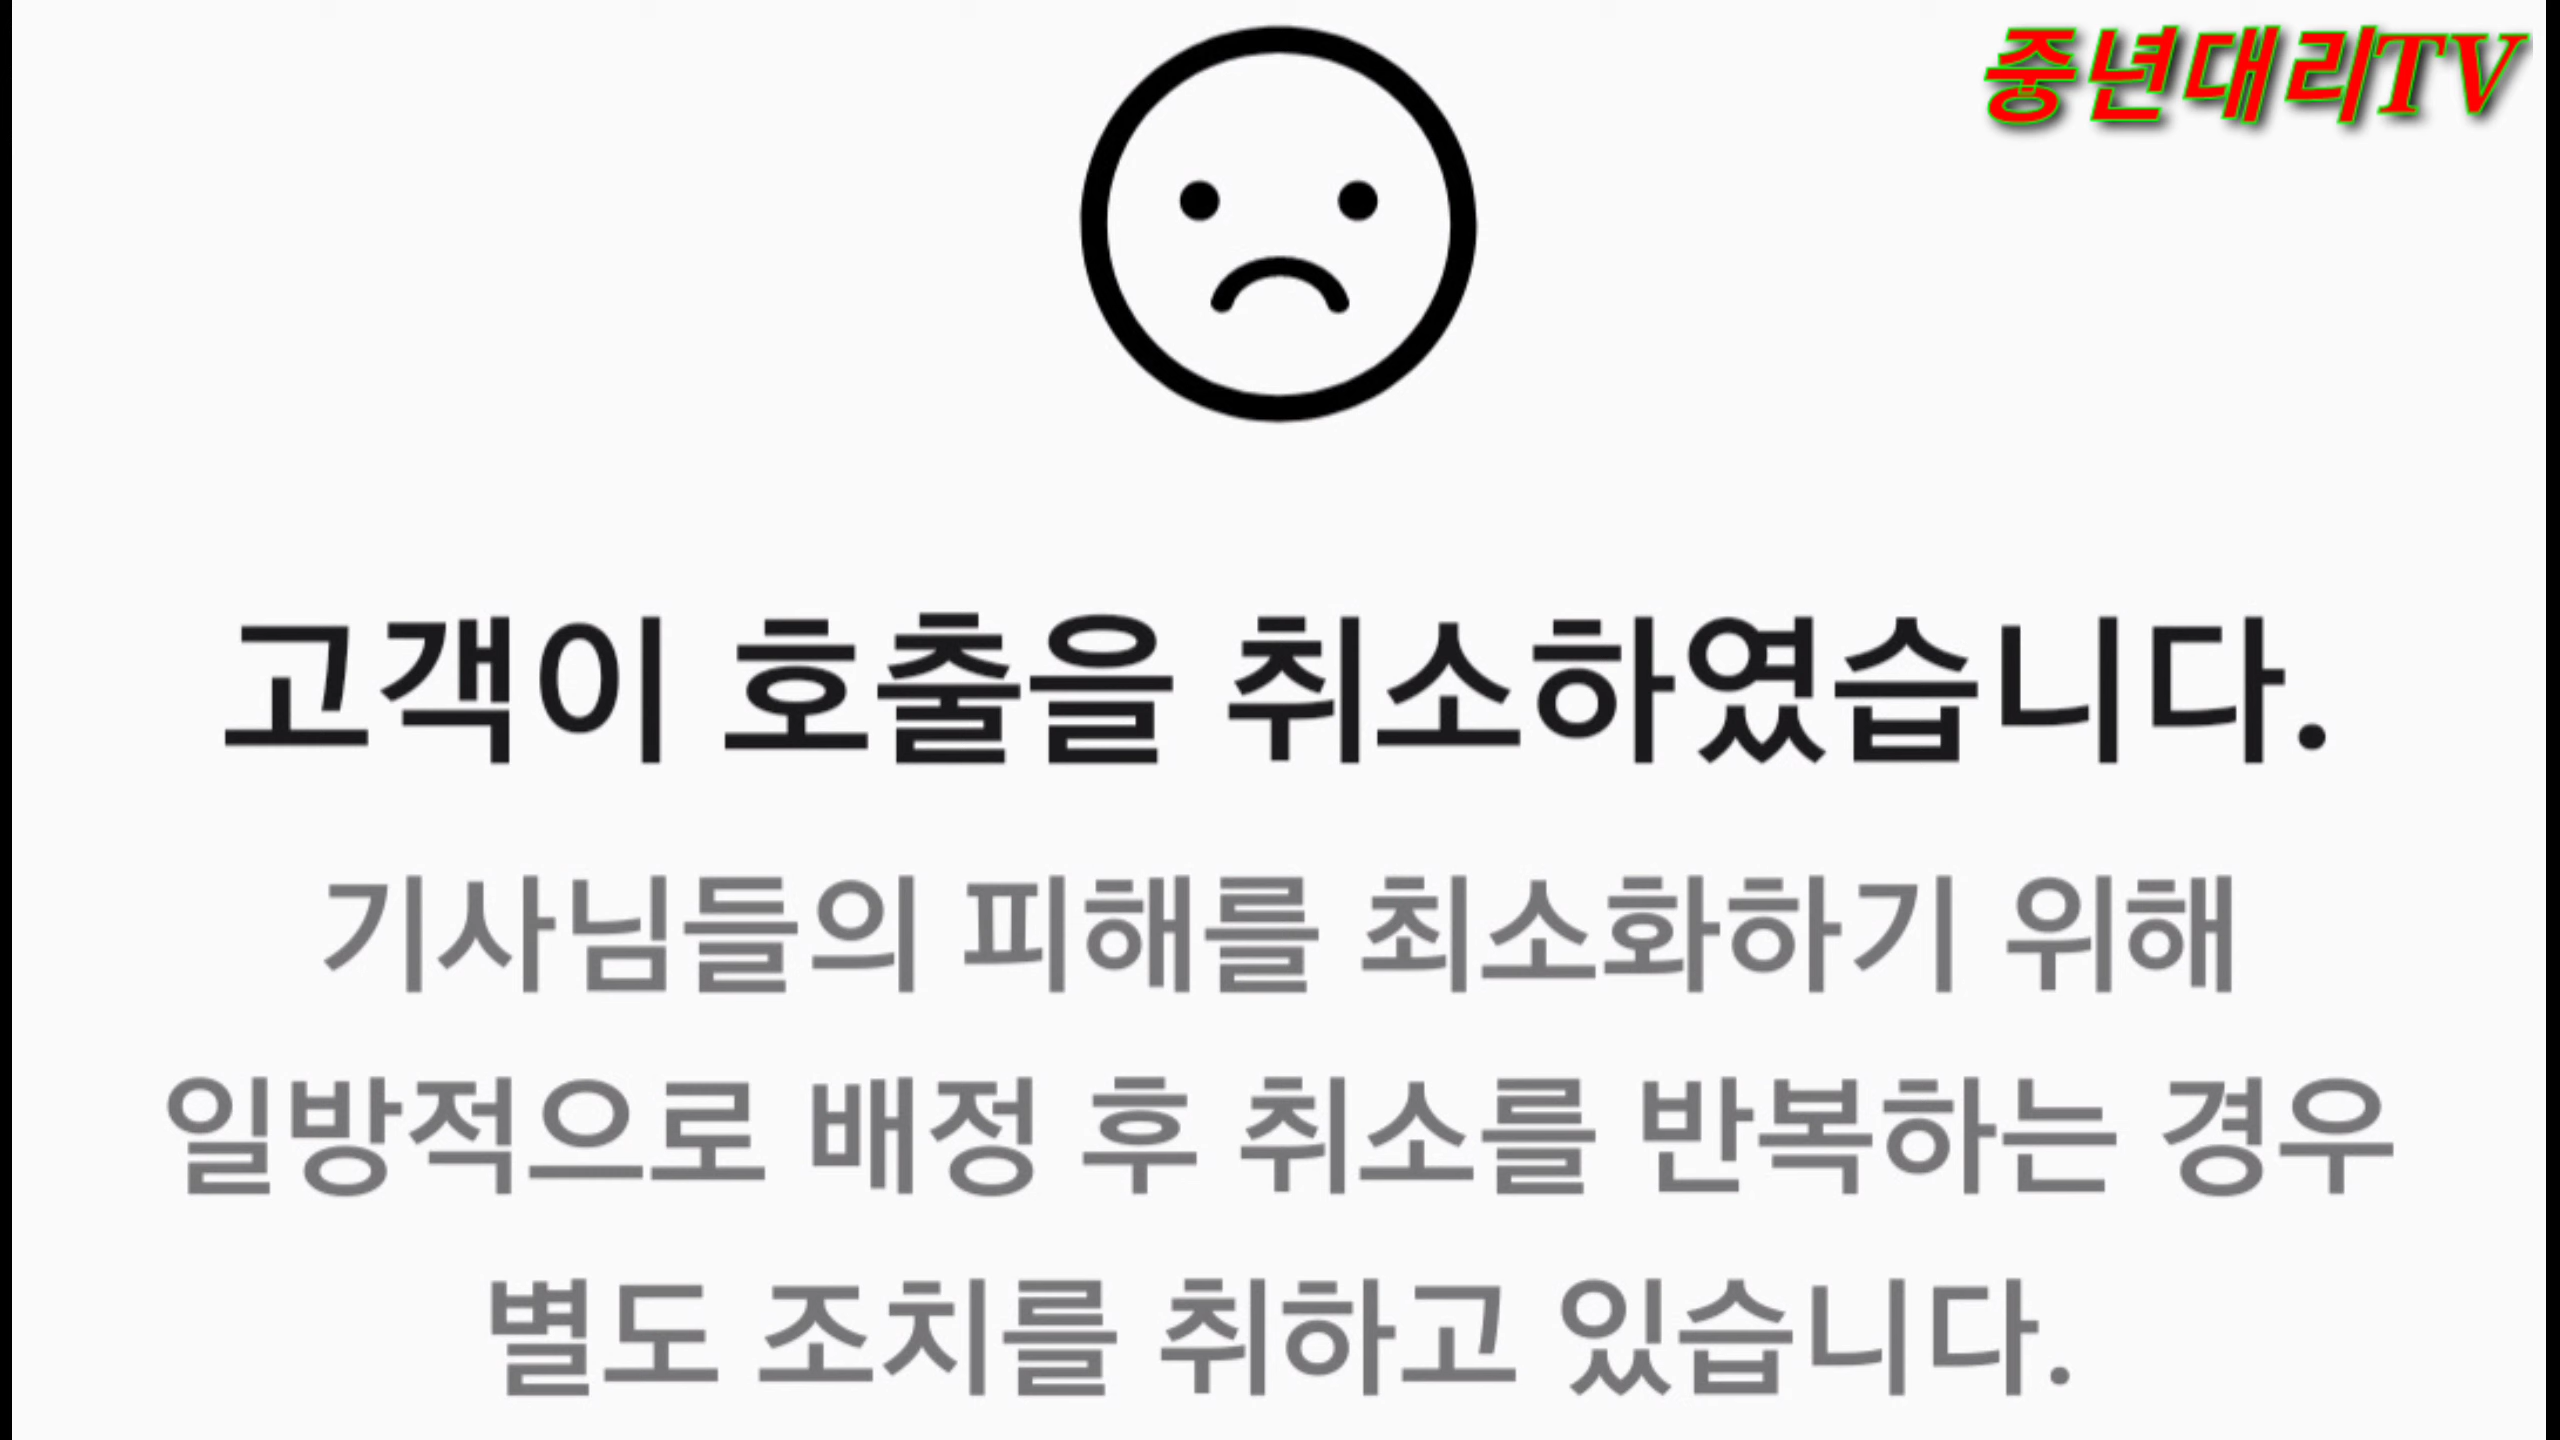 중년대리TV
고객이 호출을 취소하였습니다.
기사님들의 피해를 최소화하기 위해
일방적으로 배정 후 취소를 반복하는 경우
별도 조치를 취하고 있습니다.